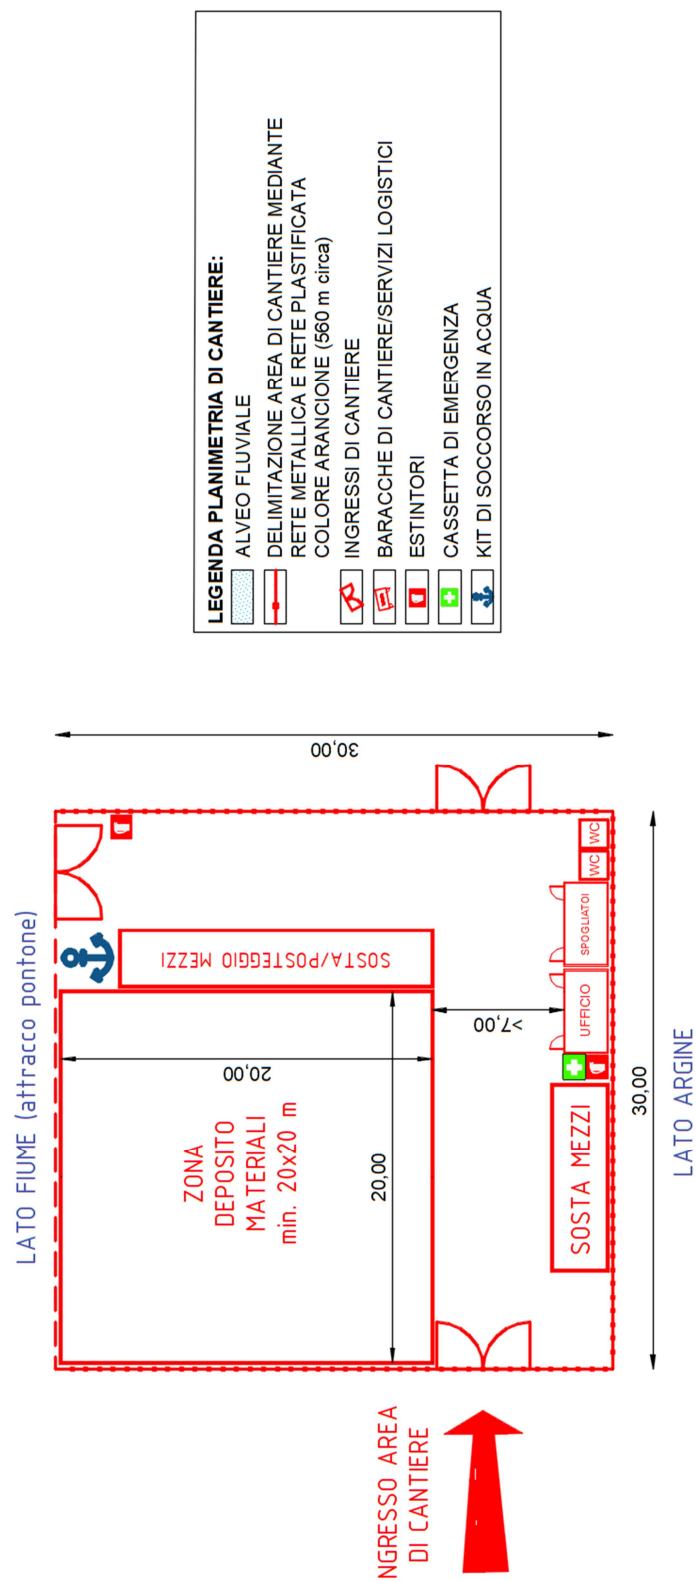 LEGENDA PLANIMETRIA DI CANTIERE:
ALVEO FLUVIALE
DELIMITAZIONE AREA DI CANTIERE MEDIANTE
RETE METALLICA E RETE PLASTIFICATA
COLORE ARANCIONE (560 m circa)
INGRESSI DI CANTIERE
BARACCHE DI CANTIERE/SERVIZI LOGISTICI
ESTINTORI
CASSETTA DI EMERGENZA
KIT DI SOCCORSO IN ACQUA
LATO FIUME (attracco pontone)
30,00
SOSTA/POSTEGGIO MEZZI
20,00
ZONA
DEPOSITO
MATERIALI
min. 20x20 m
20,00
>7,00
WC
WC
SPOGLIATOI
UFFICIO
SOSTA MEZZI
30,00
LATO ARGINE
NGRESSO AREA
DI CANTIERE